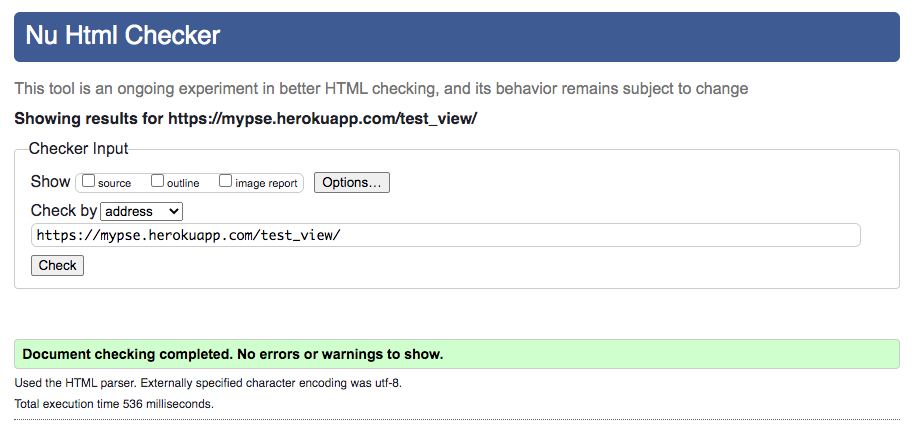 Nu Html Checker
This tool is an ongoing experiment in better HTML checking, and its behavior remains subject to change
Showing results for https://mypse.herokuapp.com/test_view/
Checker Input
Show source outline image report Options...
Check by address
https://mypse.herokuapp.com/test_view/
Check
Document checking completed. No errors or warnings to show.
Used the HTML parser. Externally specified character encoding was utf-8.
Total execution time 536 milliseconds.